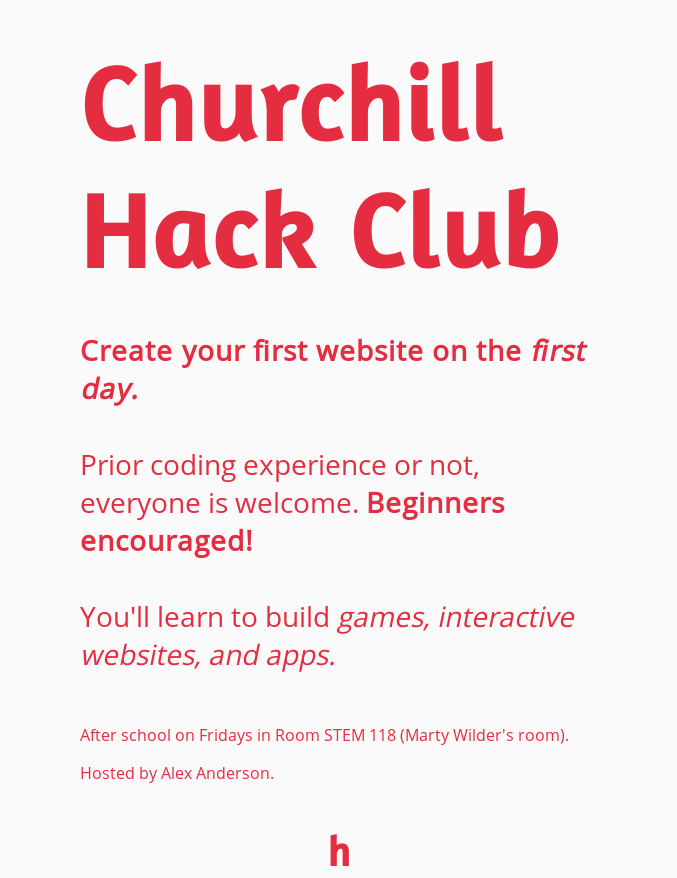 Churchill
Hack Club
Create your first website on the first
day.
Prior coding experience or not,
everyone is welcome. Beginners
encouraged!
You'll learn to build games, interactive
websites, and apps.
After school on Fridays in Room STEM 118 (Marty Wilder's room).
Hosted by Alex Anderson.
h